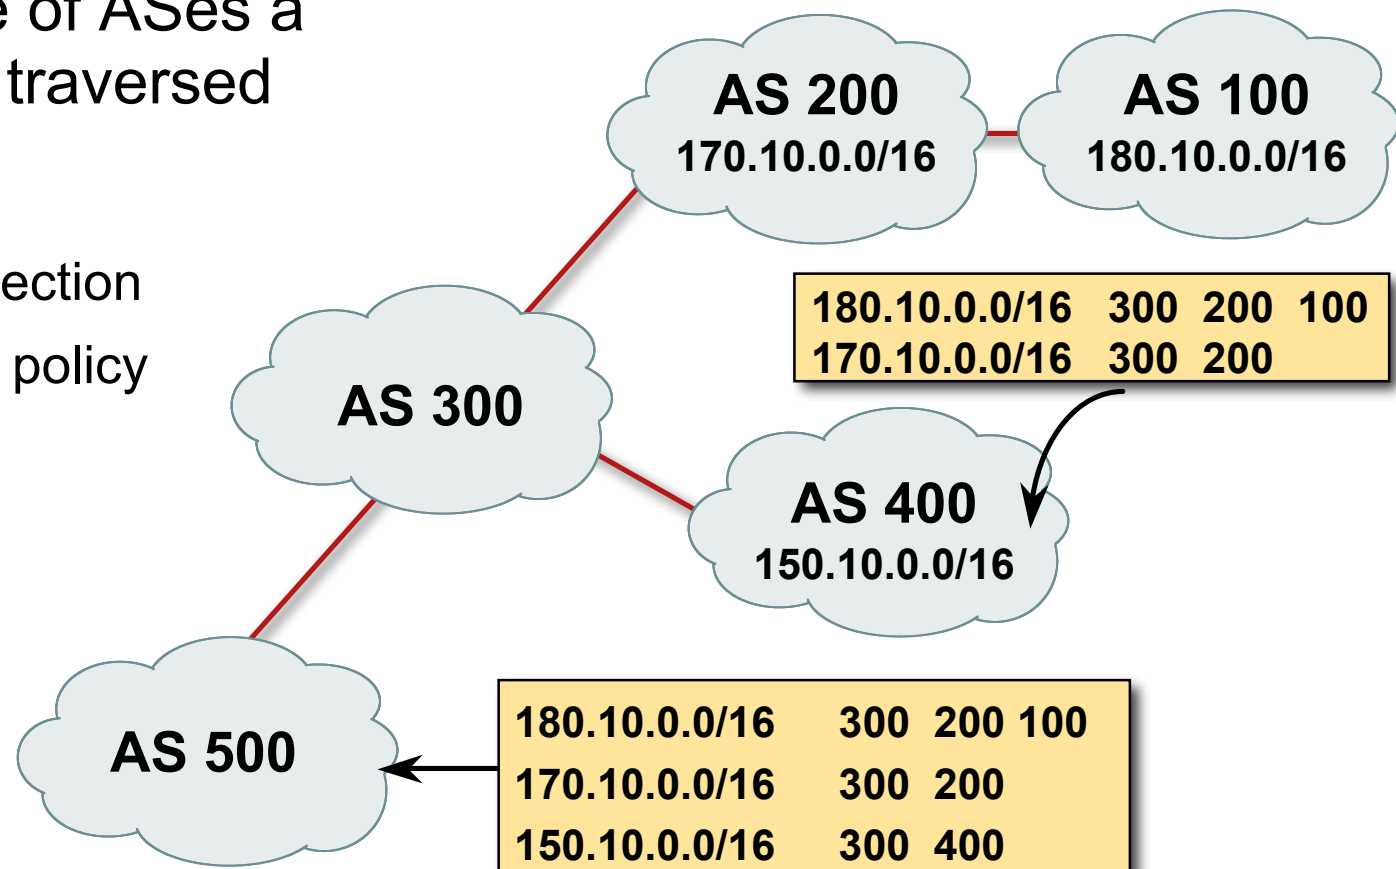 e of ASes a
traversed
ection
policy
AS 200
170.10.0.0/16
AS 100
180.10.0.0/16
180.10.0.0/16 300 200 100
170.10.0.0/16 300 200
AS 300
AS 400
150.10.0.0/16
AS 500
180.10.0.0/16 300 200 100
170.10.0.0/16 300 200
150.10.0.0/16 300 400